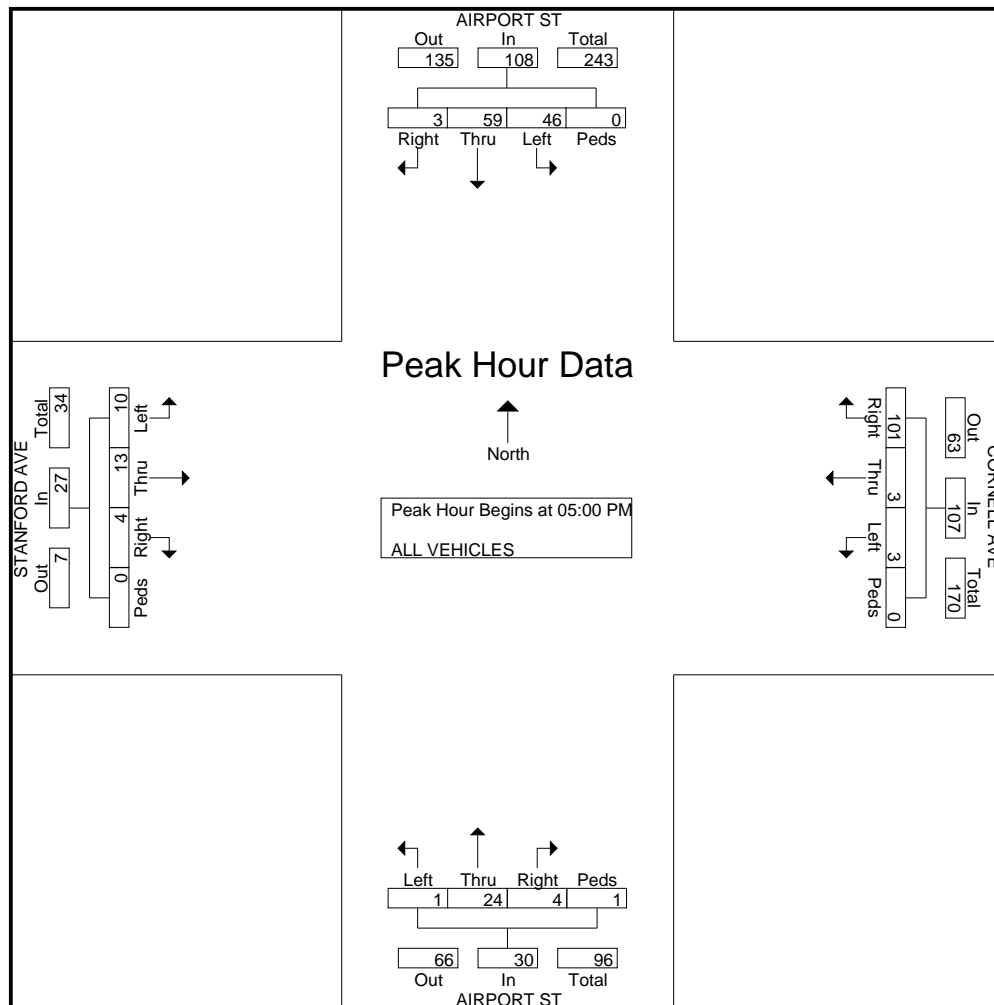 AIRPORT ST
Out In Total
135 108 243
3 59 46 0
Right Thru Left Peds
Peak Hour Data
North
Peak Hour Begins at 05:00 PM
ALL VEHICLES
STANFORD AVE
Out In Total
7 27 34
0 4 13 10
Peds Right Thru Left
CORNELL AVE
Out In Total
63 107 170
101 3 3 0
Right Thru Left Peds
Left Thru Right Peds
1 24 4 1
66 30 96
Out In Total
AIRPORT ST